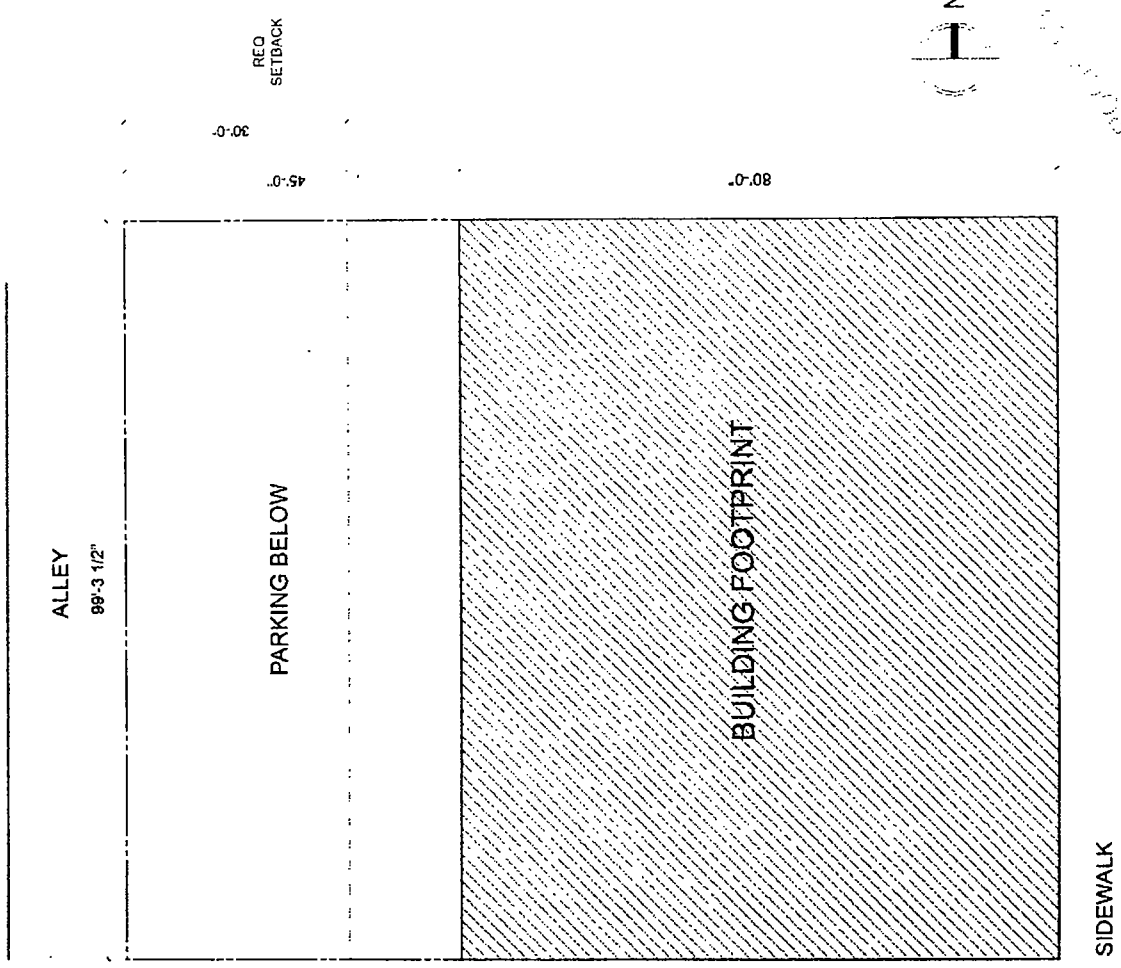 N
REQ
SETBACK
30'-0"
45'-0"
ALLEY
99'-3 1/2"
PARKING BELOW
80'-0"
BUILDING FOOTPRINT
SIDEWALK